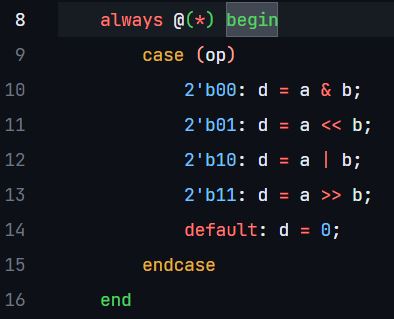 8 always @(*) begin
9 case (op)
10 2'b00: d = a & b;
11 2'b01: d = a << b;
12 2'b10: d = a | b;
13 2'b11: d = a >> b;
14 default: d = 0;
15 endcase
16 end